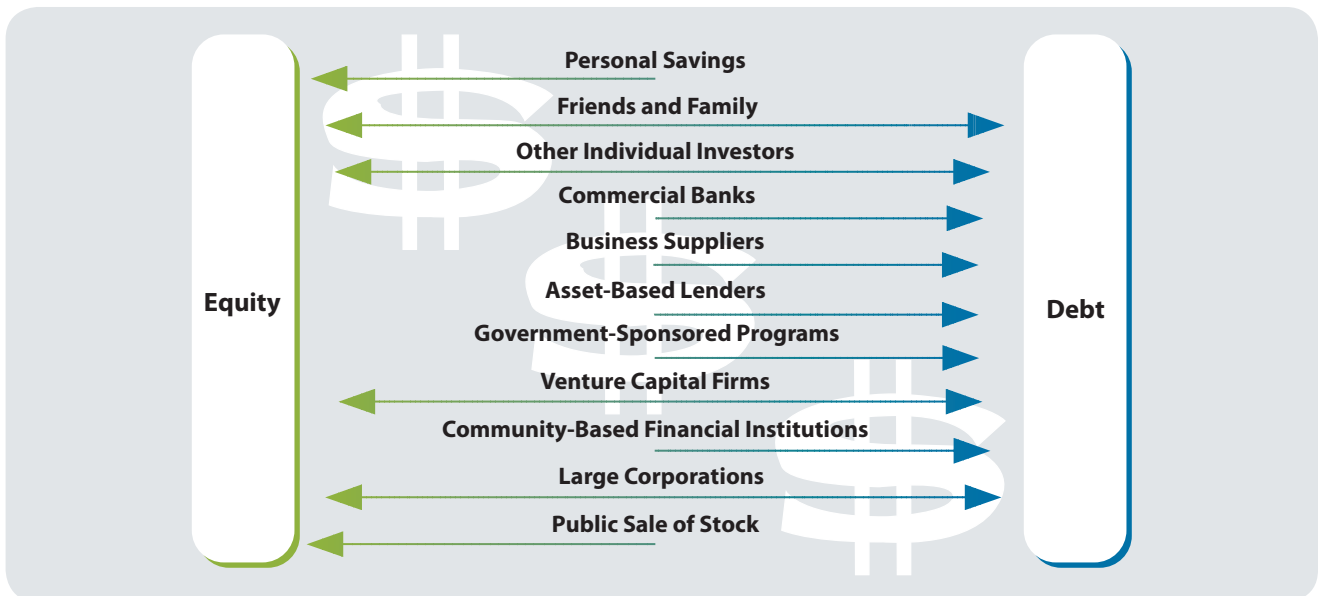 Personal Savings
Friends and Family
Other Individual Investors
Commercial Banks
Business Suppliers
Asset-Based Lenders
Equity
Debt
Government-Sponsored Programs
Venture Capital Firms
Community-Based Financial Institutions
Large Corporations
Public Sale of Stock